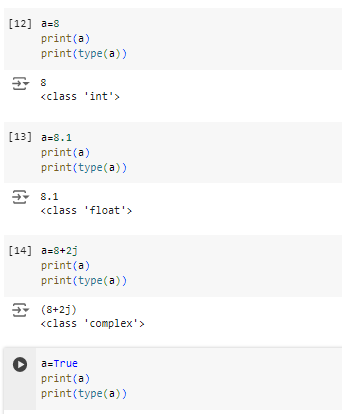 [12] a=8
print(a)
print(type(a))
8
<class 'int'>
[13] a=8.1
print(a)
print(type(a))
8.1
<class 'float'>
[14] a=8+2j
print(a)
print(type(a))
(8+2j)
<class 'complex'>
a=True
print(a)
print(type(a))